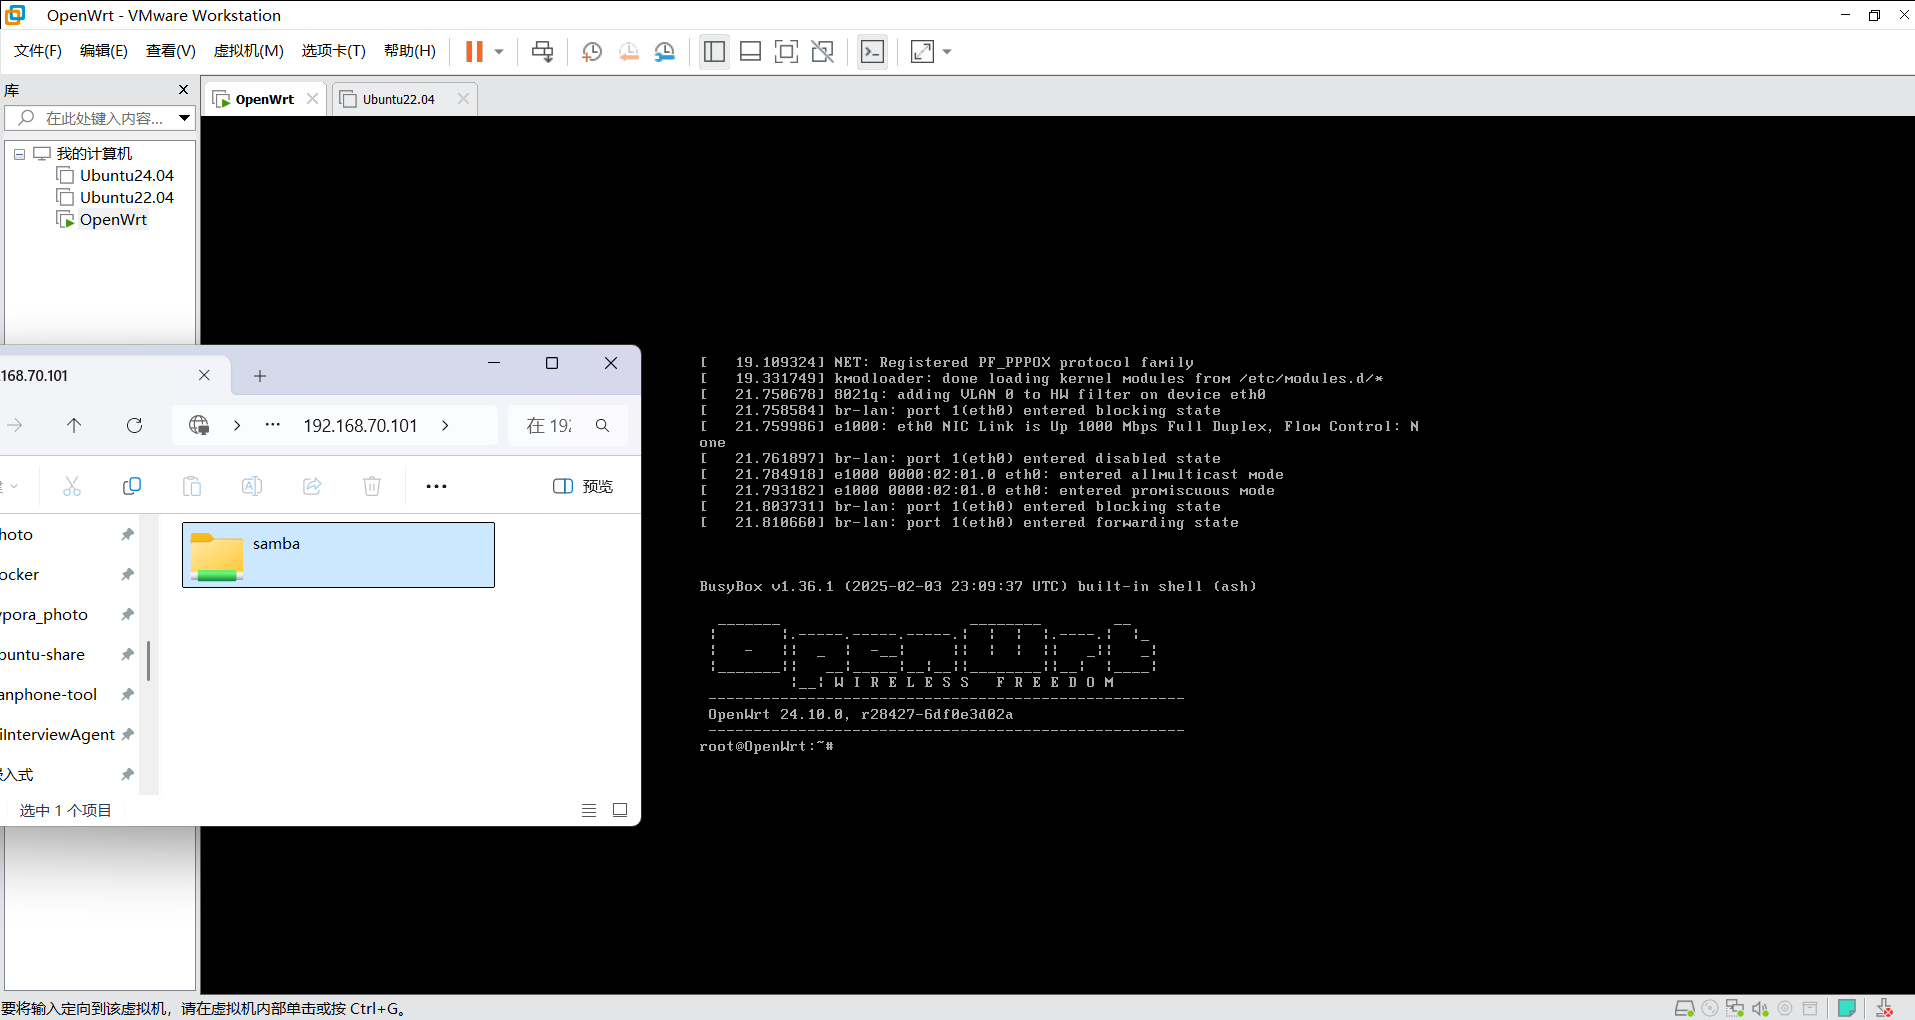 OpenWrt - VMware Workstation
文件(F) 编辑(E) 查看(V) 虚拟机(M) 选项卡(T) 帮助(H)
库
在此处键入内容...
我的计算机
Ubuntu24.04
Ubuntu22.04
OpenWrt
OpenWrt
Ubuntu22.04
.168.70.101
192.168.70.101
在 192
预览
hoto
ocker
ypora_photo
buntu-share
anphone-tool
iInterviewAgent
入式
samba
选中 1 个项目
[   19.109324] NET: Registered PF_PPPOX protocol family
[   19.331749] kmodloader: done loading kernel modules from /etc/modules.d/*
[   21.750678] 8021q: adding VLAN 0 to HW filter on device eth0
[   21.758584] br-lan: port 1(eth0) entered blocking state
[   21.759986] e1000: eth0 NIC Link is Up 1000 Mbps Full Duplex, Flow Control: N
one
[   21.761897] br-lan: port 1(eth0) entered disabled state
[   21.784918] e1000 0000:02:01.0 eth0: entered allmulticast mode
[   21.793182] e1000 0000:02:01.0 eth0: entered promiscuous mode
[   21.803731] br-lan: port 1(eth0) entered blocking state
[   21.810660] br-lan: port 1(eth0) entered forwarding state
BusyBox v1.36.1 (2025-02-03 23:09:37 UTC) built-in shell (ash)
OpenWrt
W I R E L E S S   F R E E D O M
OpenWrt 24.10.0, r28427-6df0e3d02a
root@OpenWrt:~#
要将输入定向到该虚拟机，请在虚拟机内部单击或按 Ctrl+G。